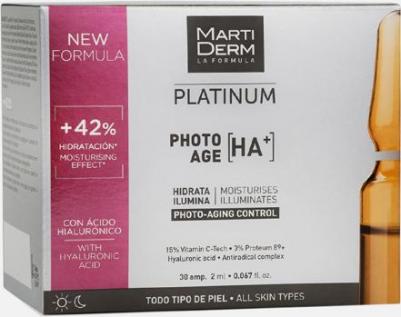 NEW
FORMULA
+42%
HIDRATACIÓN*
MOISTURISING
EFFECT*
CON ÁCIDO
HIALURÓNICO
WITH
HYALURONIC
ACID
MARTI
DERM
LA FORMULA
PLATINUM
PHOTO
AGE [HA+]
HIDRATA | MOISTURISES
ILUMINA | ILLUMINATES
PHOTO-AGING CONTROL
15% Vitamin C-Tech • 3% Proteum 89+
Hyaluronic acid • Antiradical complex
30 amp. 2 ml • 0.067 fl. oz.
TODO TIPO DE PIEL • ALL SKIN TYPES